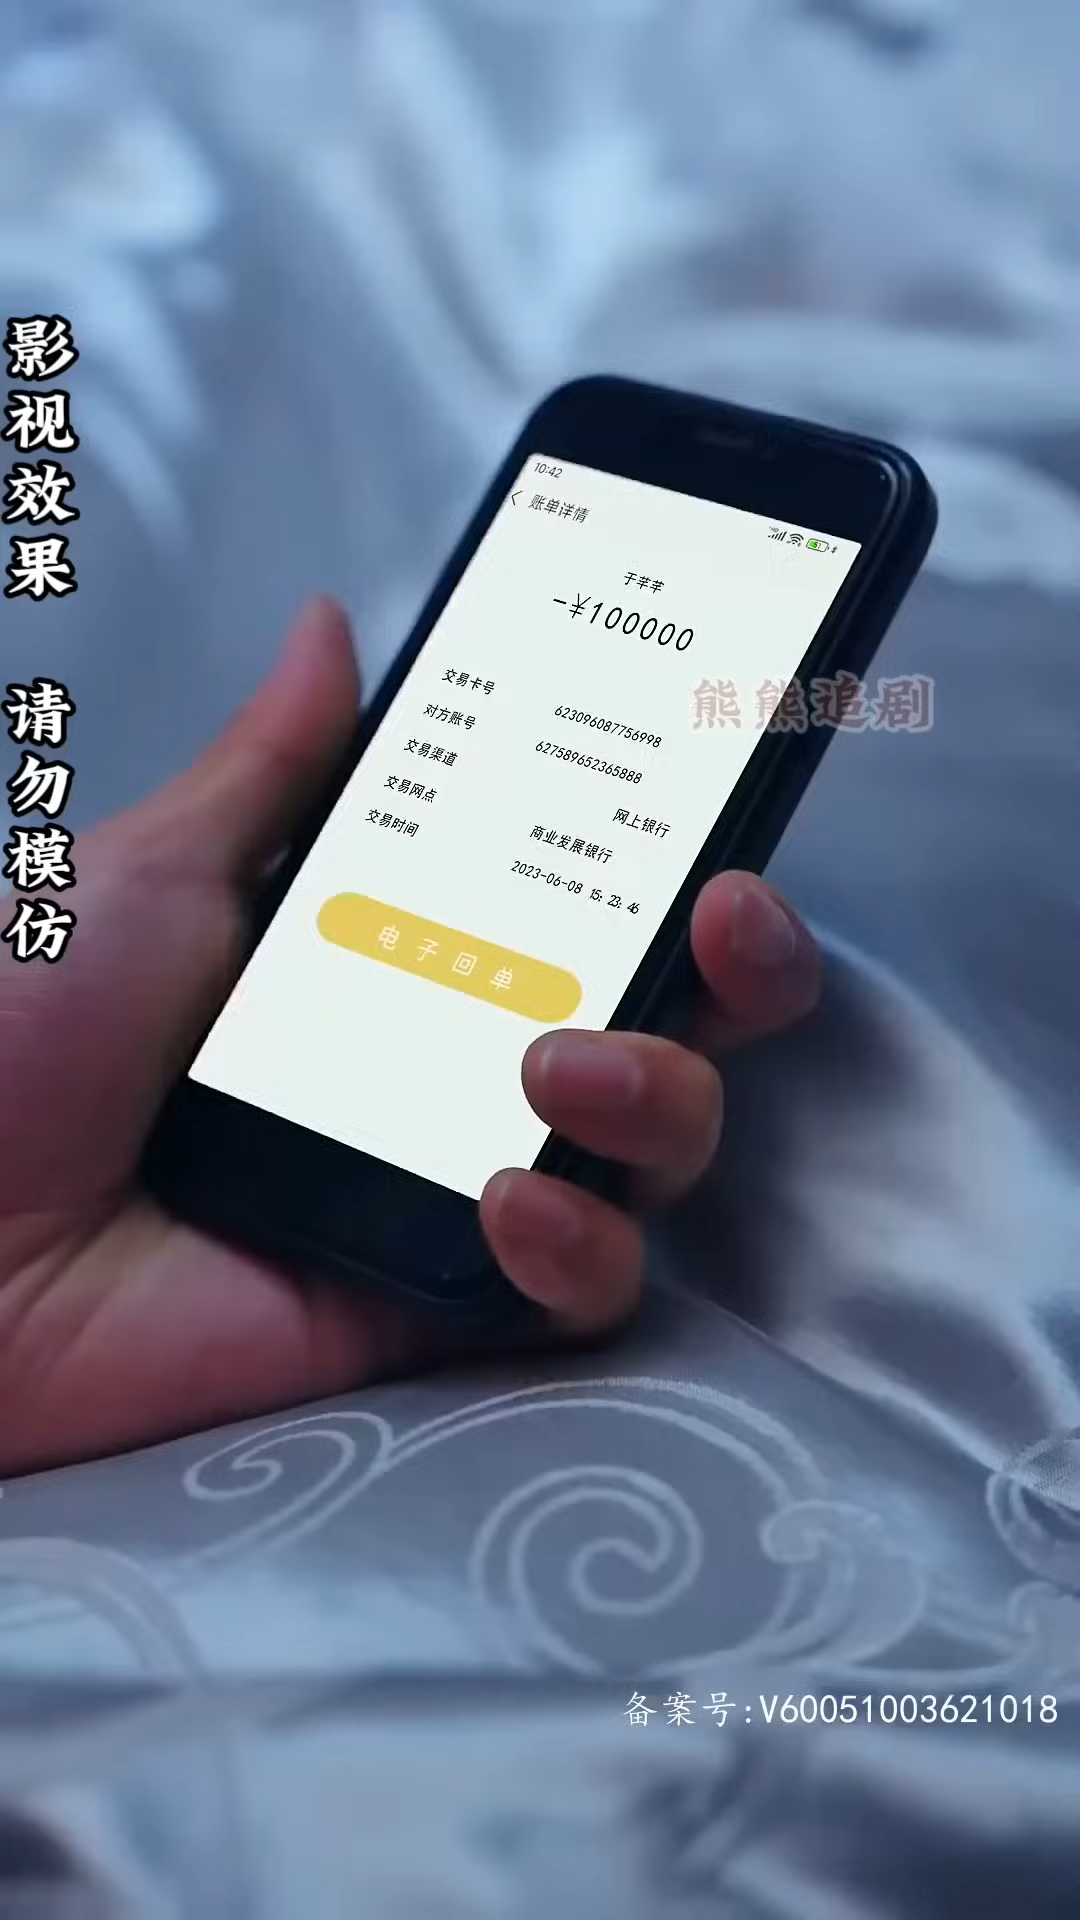 影视效果 请勿模仿
10:42
账单详情
于芊芊
-¥100000
交易卡号 623096087756998
对方账号 627589652365888
交易渠道 网上银行
交易网点 商业发展银行
交易时间 2023-06-08 15:23:46
电子回单
熊熊追剧
备案号:V60051003621018